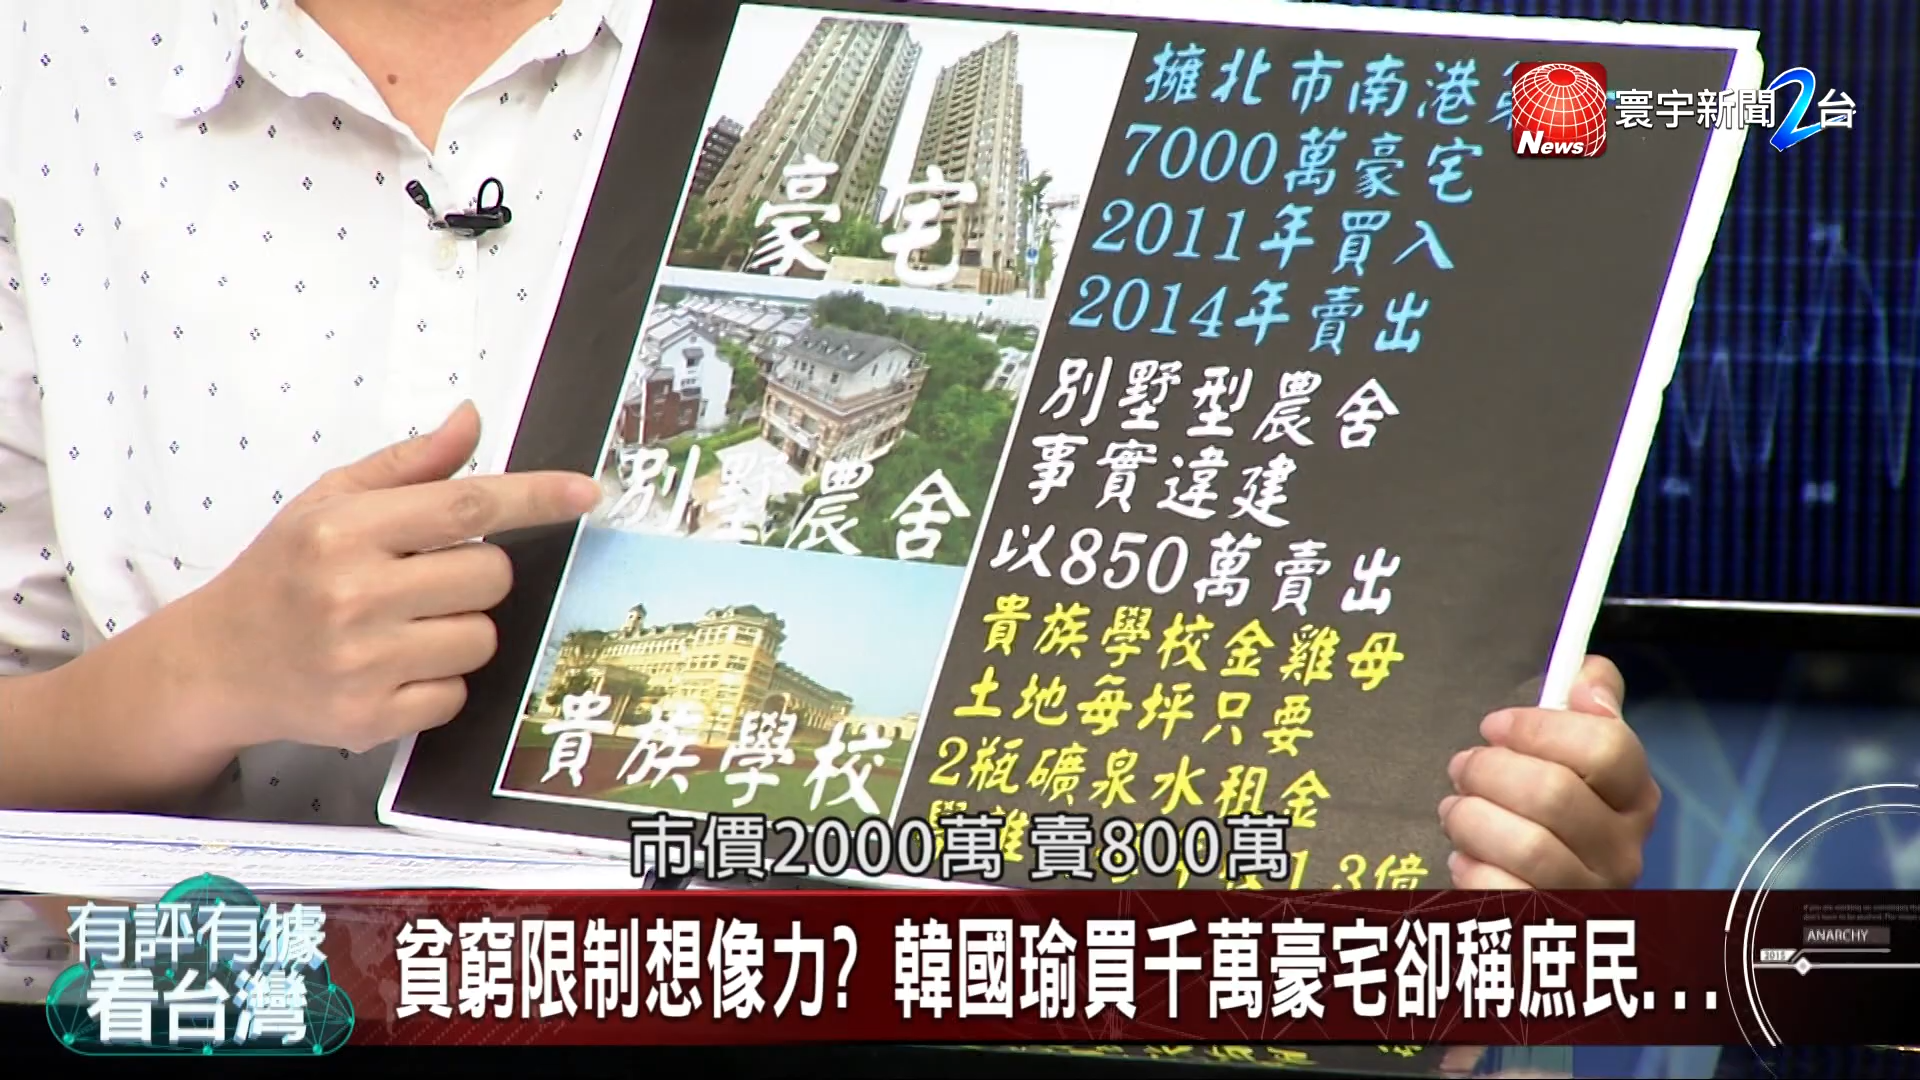 擁北市南港第
7000萬豪宅
2011年買入
2014年賣出
豪宅
別墅型農舍
事實違建
以850萬賣出
別墅農舍
貴族學校金雞母
土地每坪只要
2瓶礦泉水租金
1.3億
貴族學校
News
寰宇新聞2台
市價2000萬 賣800萬
有評有據
看台灣
貧窮限制想像力? 韓國瑜買千萬豪宅卻稱庶民...
ANARCHY
2015